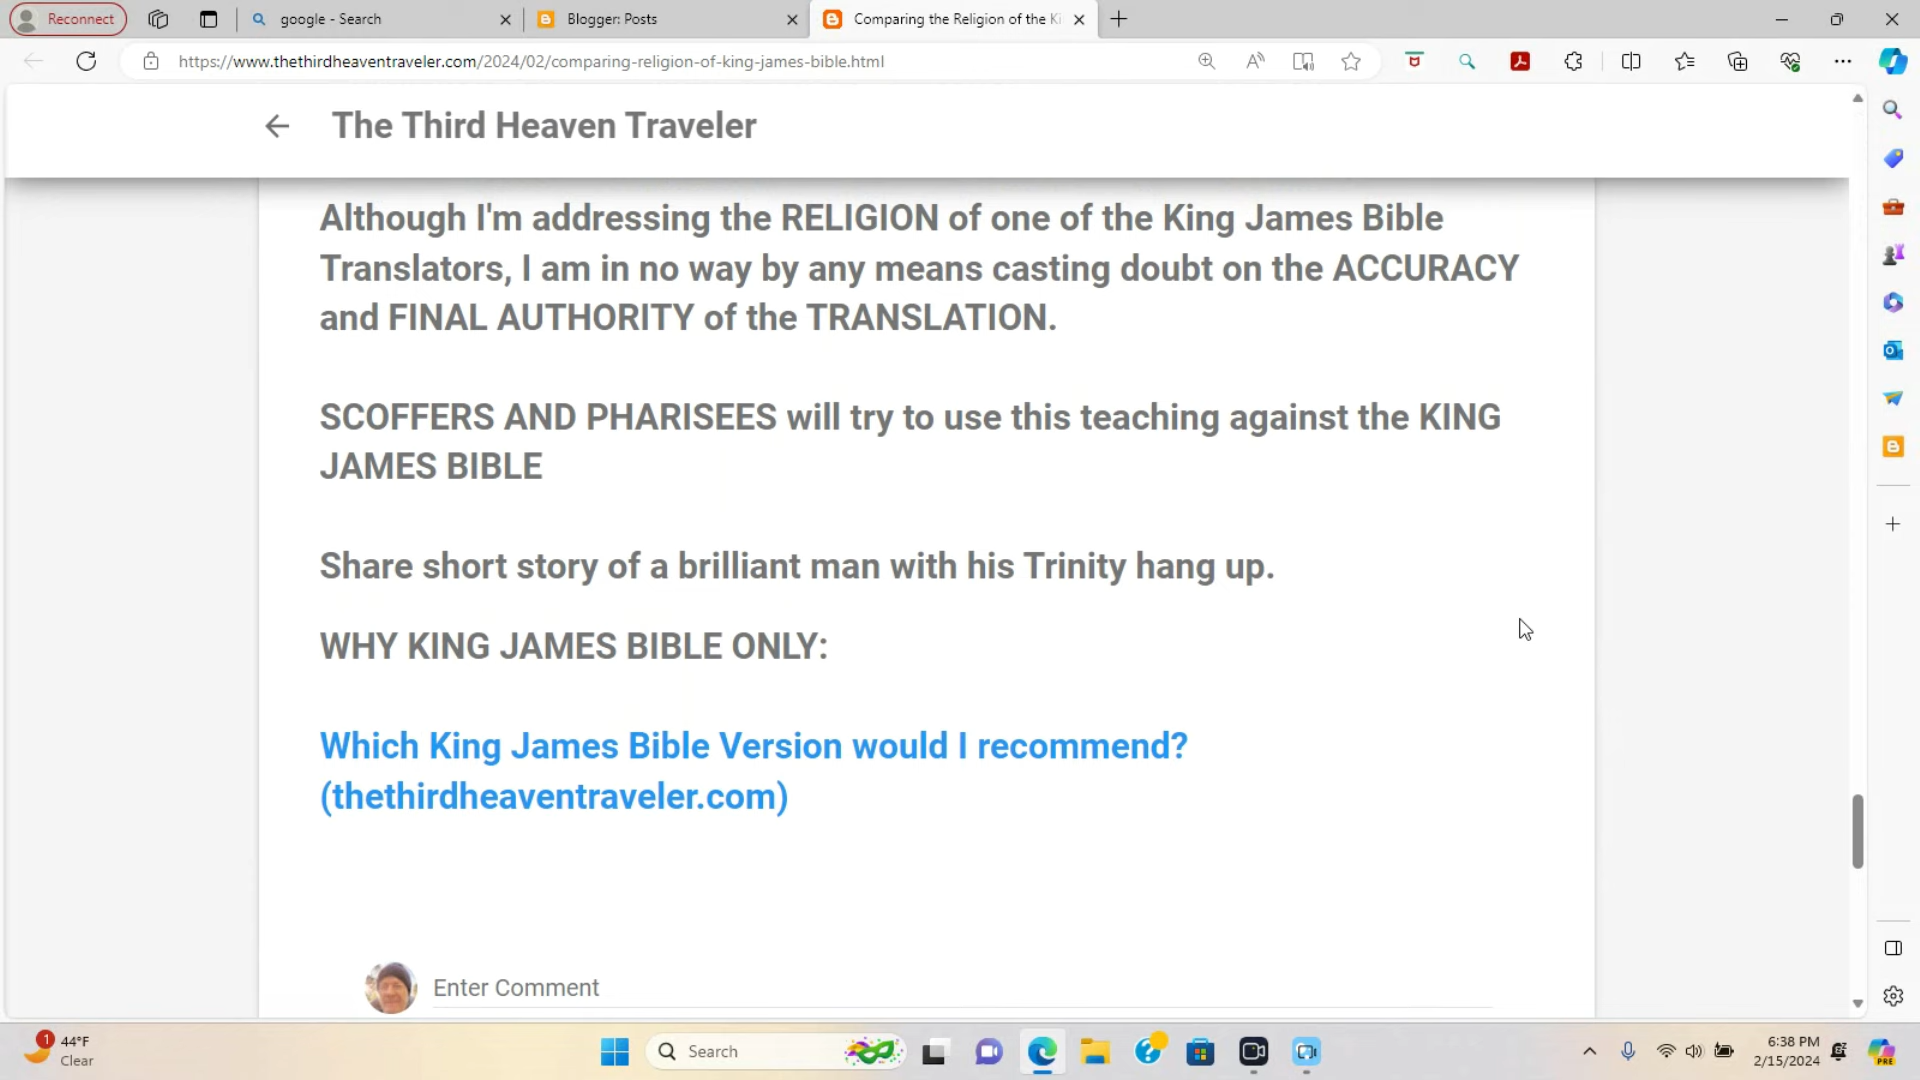 Reconnect
google - Search
Blogger: Posts
Comparing the Religion of the Ki
https://www.thethirdheaventraveler.com/2024/02/comparing-religion-of-king-james-bible.html
The Third Heaven Traveler
Although I'm addressing the RELIGION of one of the King James Bible
Translators, I am in no way by any means casting doubt on the ACCURACY
and FINAL AUTHORITY of the TRANSLATION.
SCOFFERS AND PHARISEES will try to use this teaching against the KING
JAMES BIBLE
Share short story of a brilliant man with his Trinity hang up.
WHY KING JAMES BIBLE ONLY:
Which King James Bible Version would I recommend?
(thethirdheaventraveler.com)
Enter Comment
1
44°F
Clear
Search
6:38 PM
2/15/2024
PRE